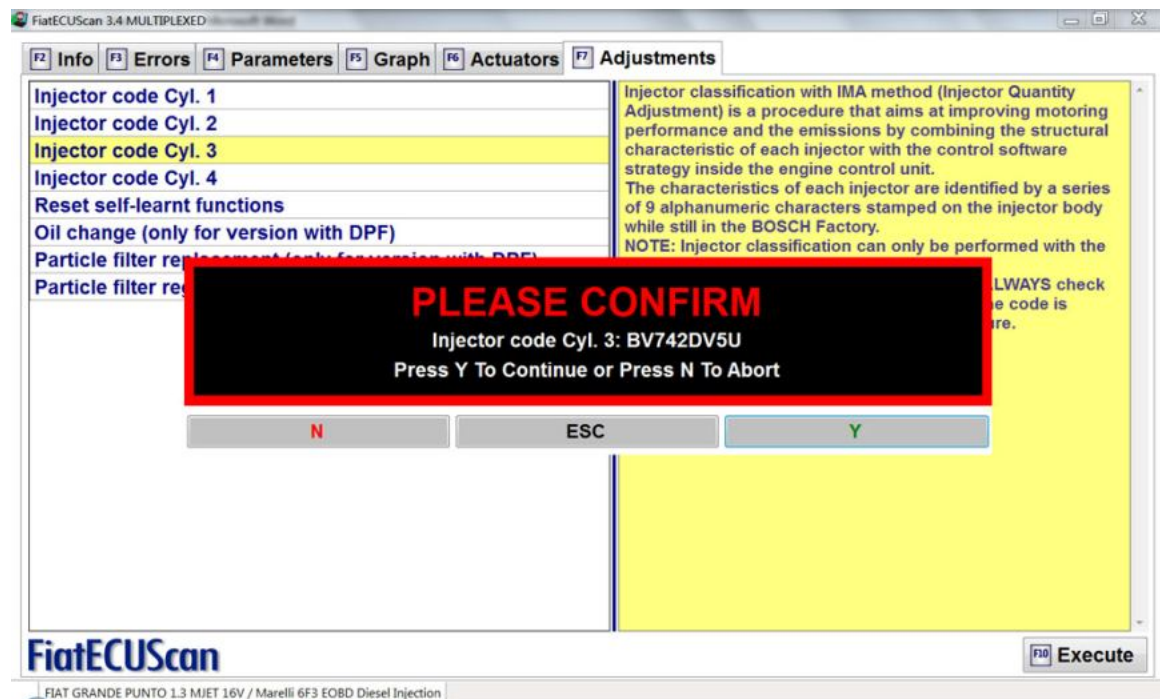 FiatECUScan 3.4 MULTIPLEXED
F2 Info F3 Errors F4 Parameters F5 Graph F6 Actuators F7 Adjustments
Injector code Cyl. 1
Injector code Cyl. 2
Injector code Cyl. 3
Injector code Cyl. 4
Reset self-learnt functions
Oil change (only for version with DPF)
Particle filter replacement (only for version with DPF)
Particle filter
Injector classification with IMA method (Injector Quantity
Adjustment) is a procedure that aims at improving motoring
performance and the emissions by combining the structural
characteristic of each injector with the control software
strategy inside the engine control unit.
The characteristics of each injector are identified by a series
of 9 alphanumeric characters stamped on the injector body
while still in the BOSCH Factory.
NOTE: Injector classification can only be performed with the
ALWAYS check
code is
PLEASE CONFIRM
Injector code Cyl. 3: BV742DV5U
Press Y To Continue or Press N To Abort
N ESC Y
FiatECUScan
F10 Execute
FIAT GRANDE PUNTO 1.3 MJET 16V / Marelli 6F3 EOBD Diesel Injection